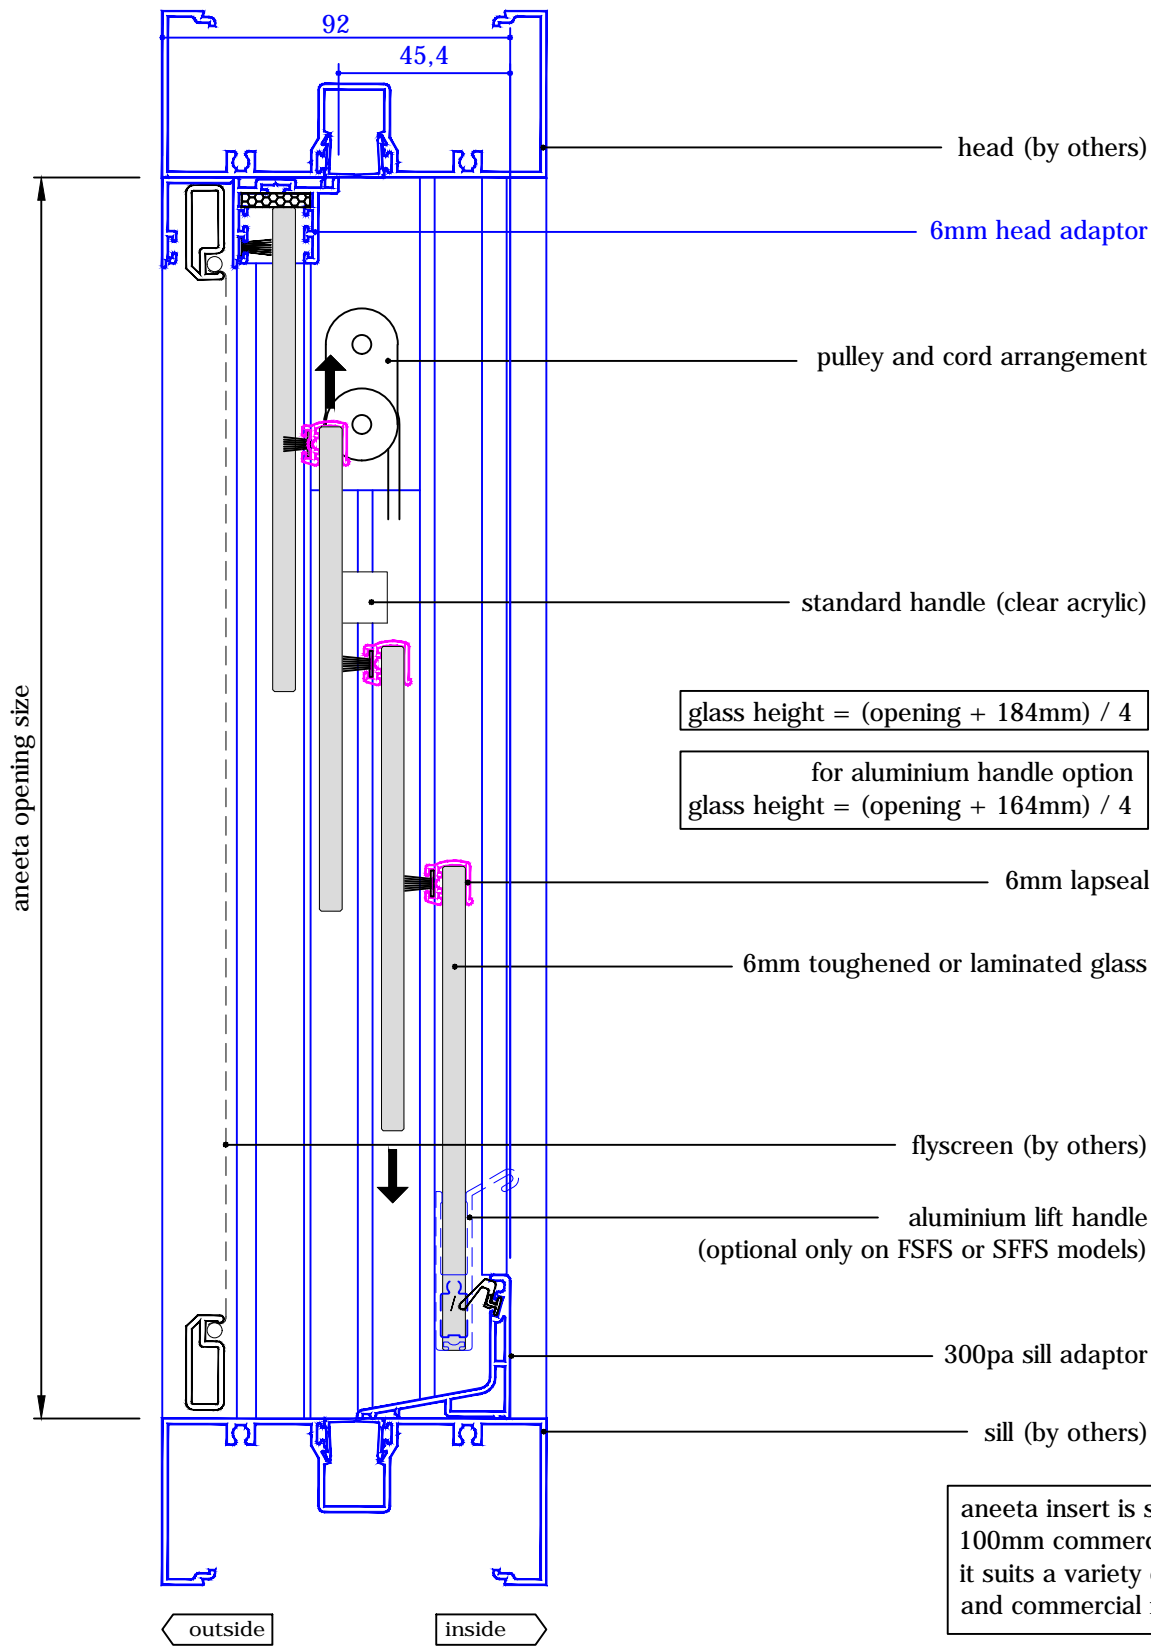 92
45,4
head (by others)
6mm head adaptor
pulley and cord arrangement
standard handle (clear acrylic)
glass height = (opening + 184mm) / 4
for aluminium handle option
glass height = (opening + 164mm) / 4
aneeta opening size
6mm lapseal
6mm toughened or laminated glass
flyscreen (by others)
aluminium lift handle
(optional only on FSFS or SFFS models)
300pa sill adaptor
sill (by others)
aneeta insert is
100mm
it suits a variety
and commercial
outside
inside